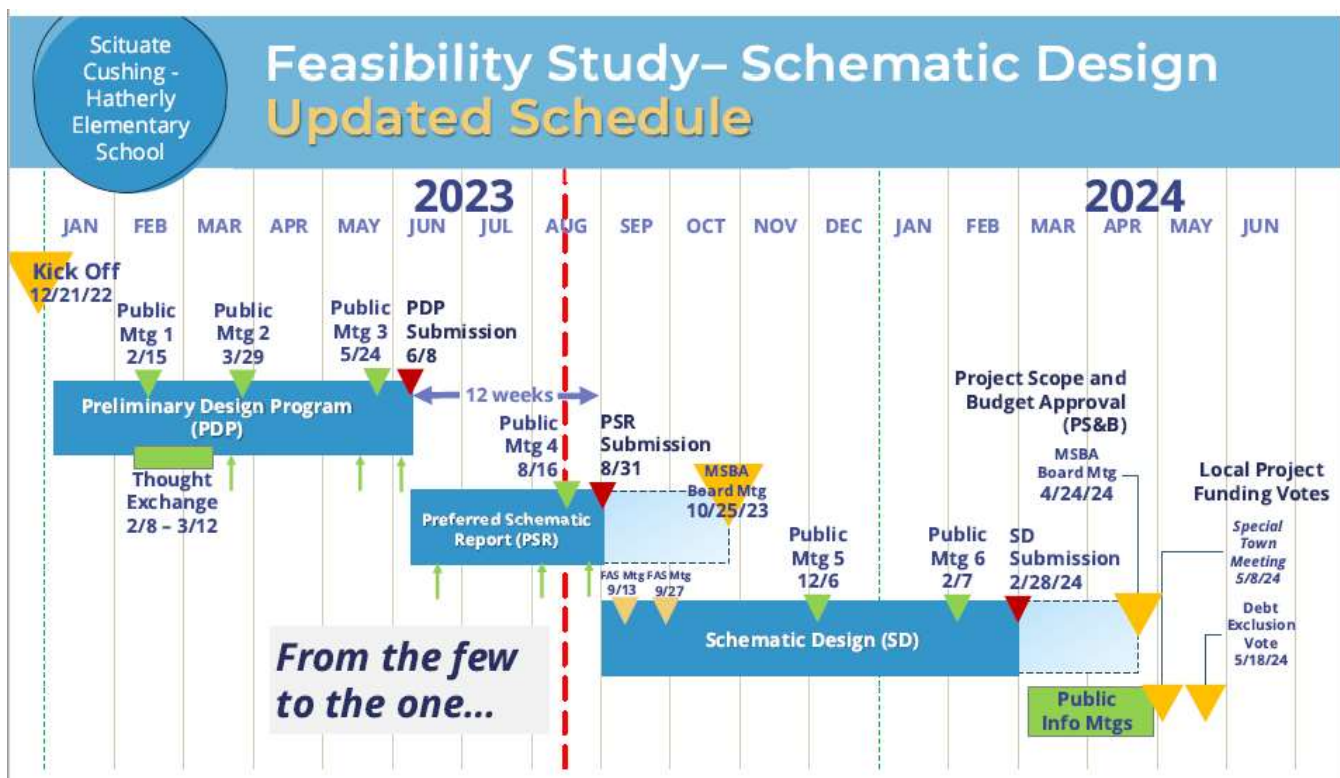 Scituate
Cushing -
Hatherly
Elementary
School
Feasibility Study– Schematic Design
Updated Schedule
2023
2024
JAN FEB MAR APR MAY JUN JUL AUG SEP OCT NOV DEC JAN FEB MAR APR MAY JUN
Kick Off
12/21/22
Public
Mtg 1
2/15
Public
Mtg 2
3/29
Public
Mtg 3
5/24
PDP
Submission
6/8
Preliminary Design Program
(PDP)
12 weeks
Thought
Exchange
2/8 – 3/12
Public
Mtg 4
8/16
PSR
Submission
8/31
MSBA
Board Mtg
10/25/23
Preferred Schematic
Report (PSR)
FAS Mtg
9/13
FAS Mtg
9/27
Public
Mtg 5
12/6
Public
Mtg 6
2/7
SD
Submission
2/28/24
Project Scope and
Budget Approval
(PS&B)
MSBA
Board Mtg
4/24/24
Local Project
Funding Votes
Special
Town
Meeting
5/8/24
Debt
Exclusion
Vote
5/18/24
Schematic Design (SD)
From the few
to the one...
Public
Info Mtgs